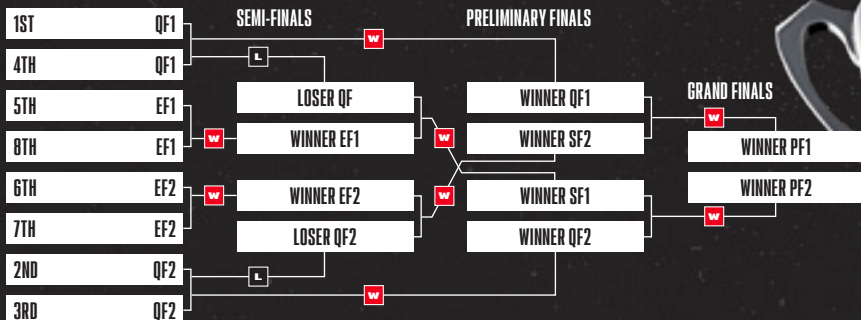 SEMI-FINALS
PRELIMINARY FINALS
GRAND FINALS
1ST QF1
4TH QF1
5TH EF1
8TH EF1
6TH EF2
7TH EF2
2ND QF2
3RD QF2
W
L
W
W
L
W
LOSER QF
WINNER EF1
WINNER EF2
LOSER QF2
W
W
WINNER QF1
WINNER SF2
WINNER SF1
WINNER QF2
W
W
WINNER PF1
WINNER PF2